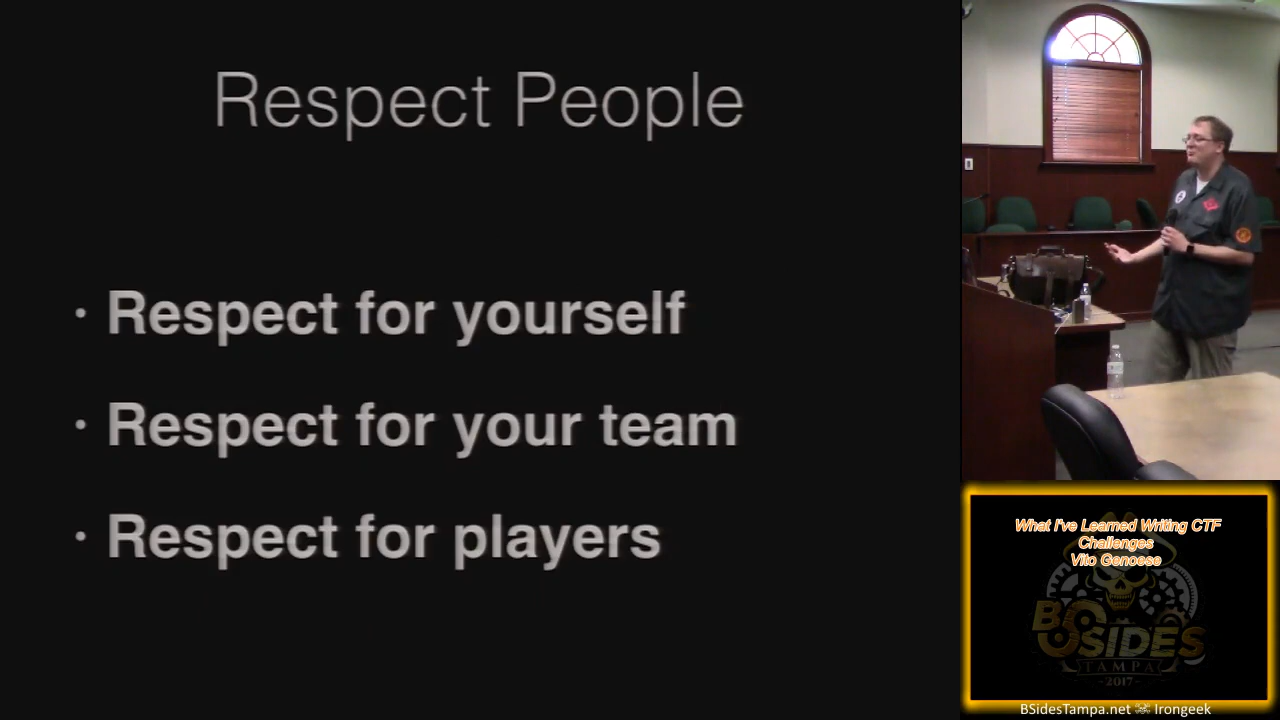 Respect People
· Respect for yourself
· Respect for your team
· Respect for players
What I've Learned Writing CTF
Challenges
Vito Genoese
BSIDES
TAMPA
-2017-
BSidesTampa.net Irongeek